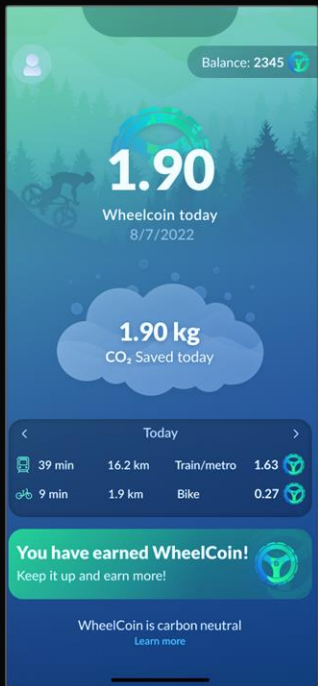 Balance: 2345
1.90
Wheelcoin today
8/7/2022
1.90 kg
CO₂ Saved today
Today
39 min 16.2 km Train/metro 1.63
9 min 1.9 km Bike 0.27
You have earned WheelCoin!
Keep it up and earn more!
WheelCoin is carbon neutral
Learn more